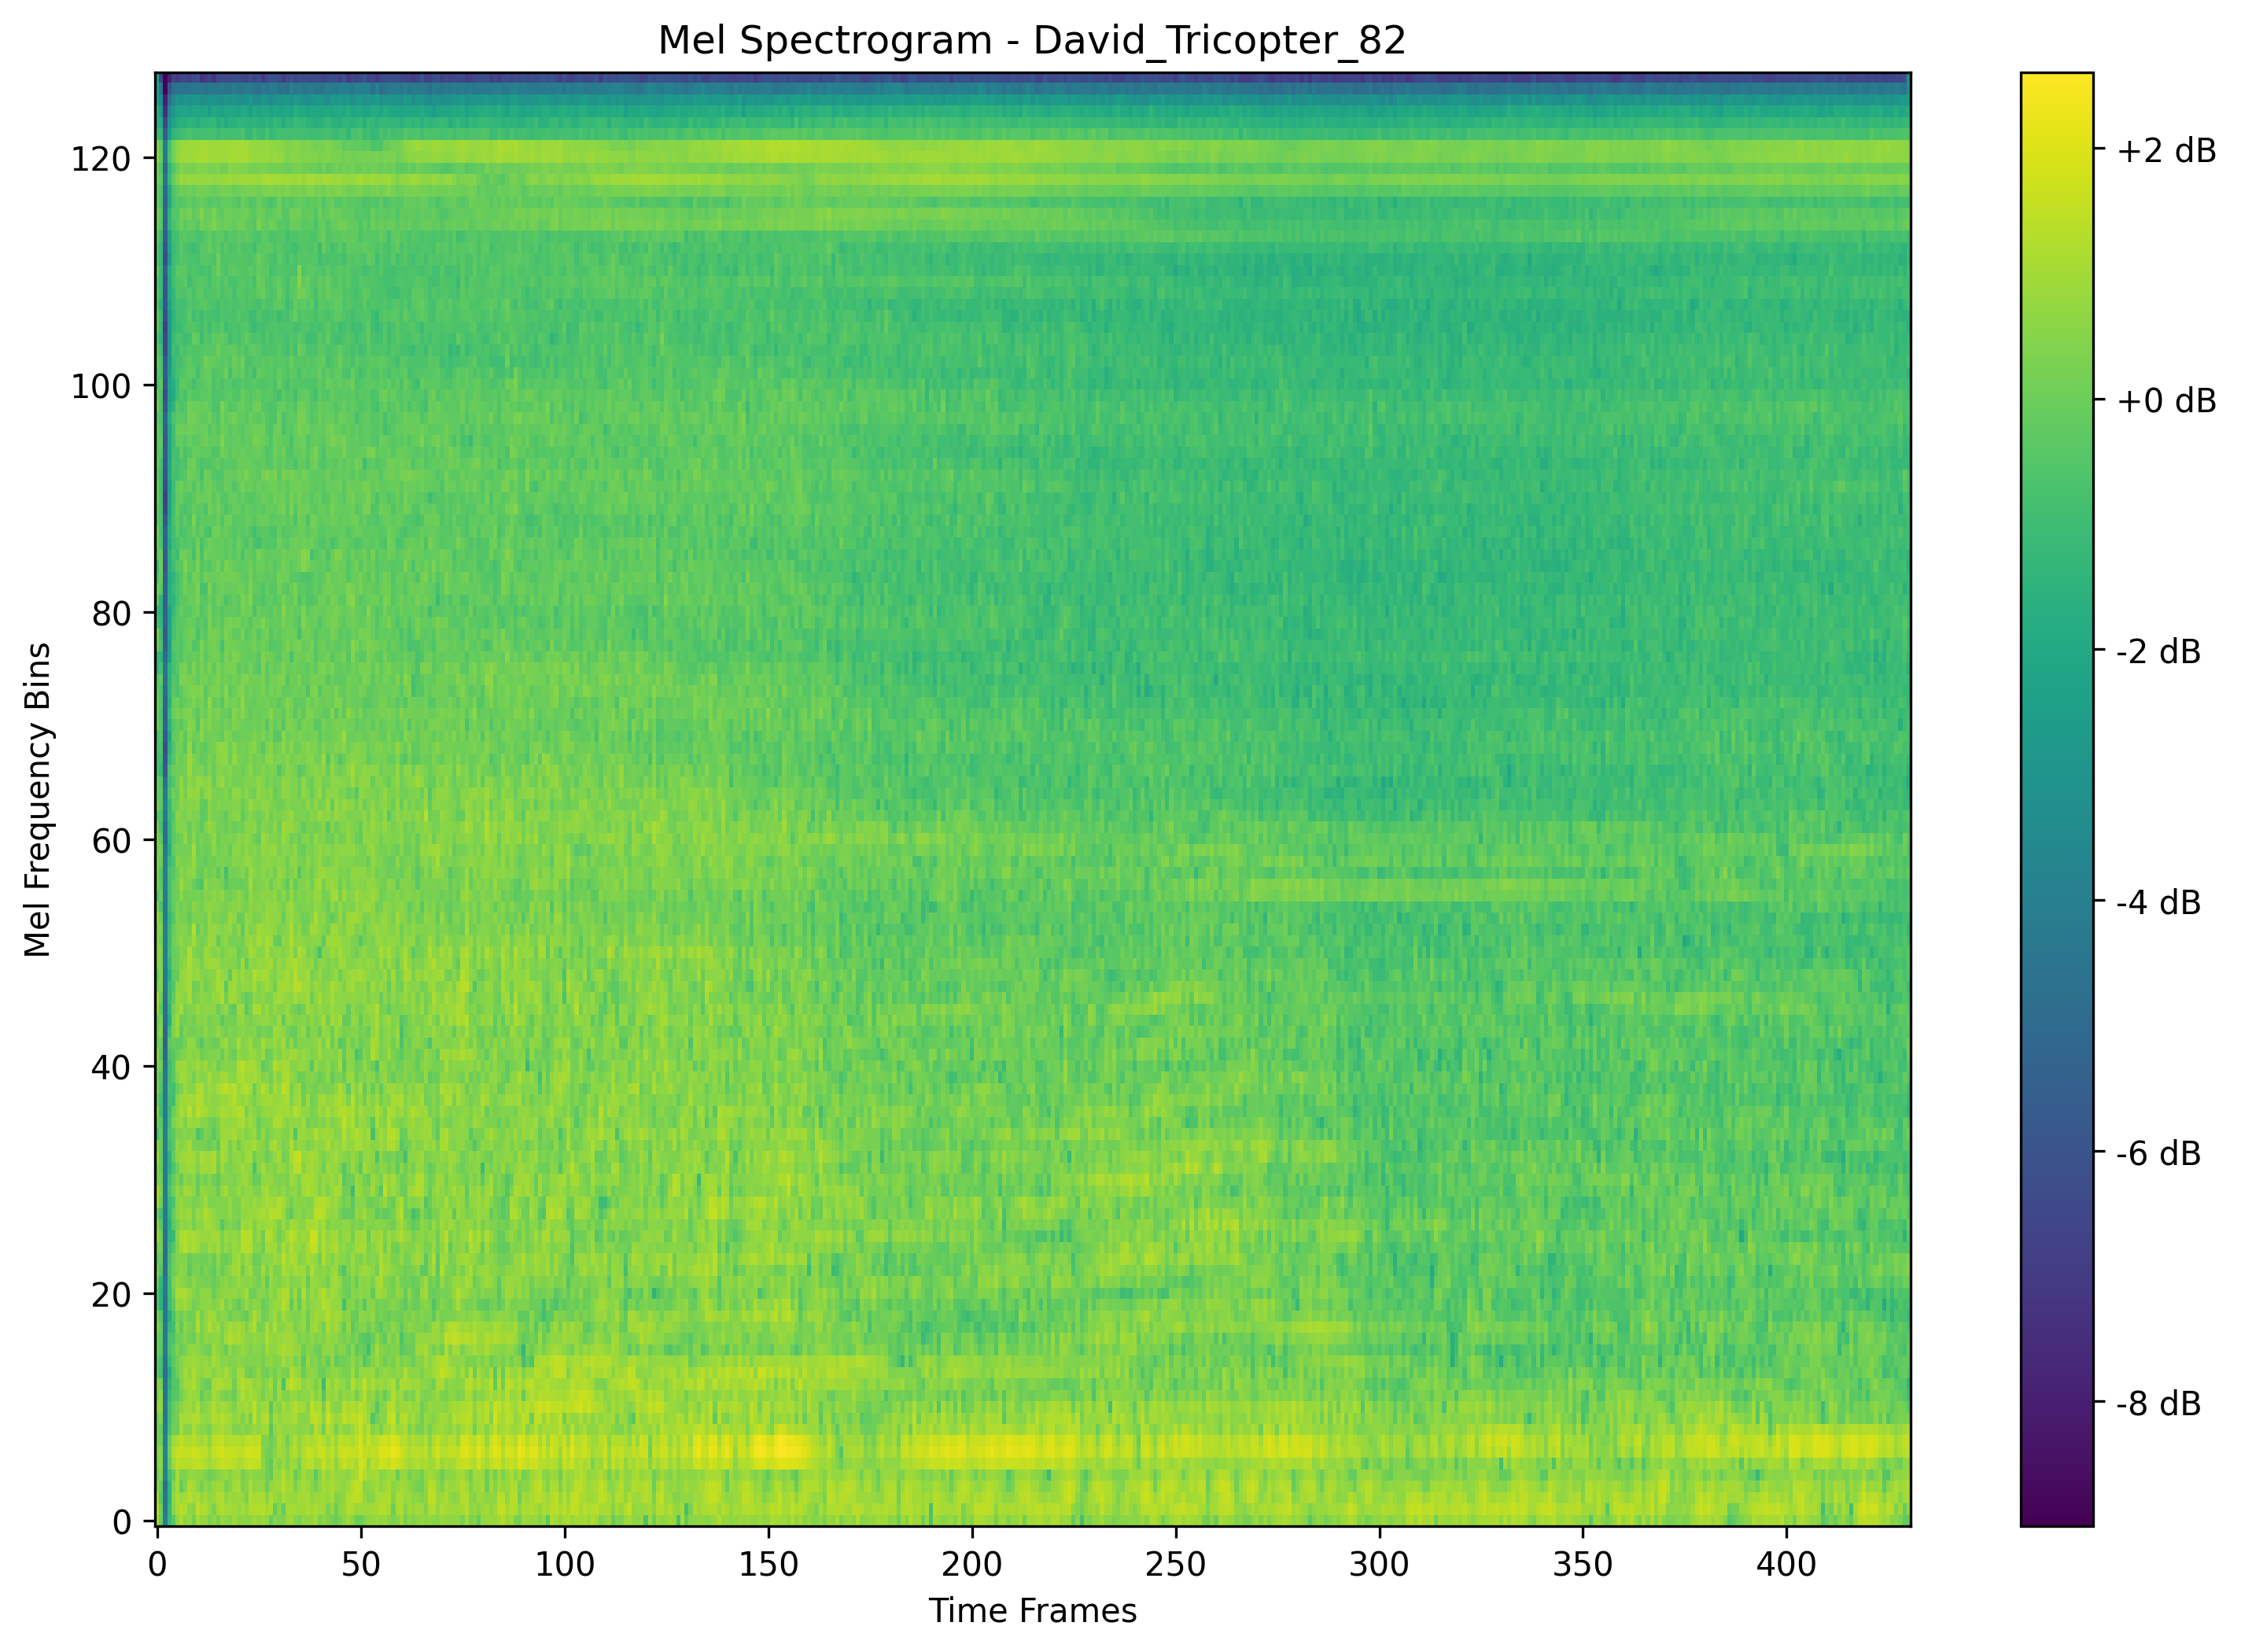 Mel Spectrogram - David_Tricopter_82
Mel Frequency Bins
120
100
80
60
40
20
0
0 50 100 150 200 250 300 350 400
Time Frames
+2 dB
+0 dB
-2 dB
-4 dB
-6 dB
-8 dB